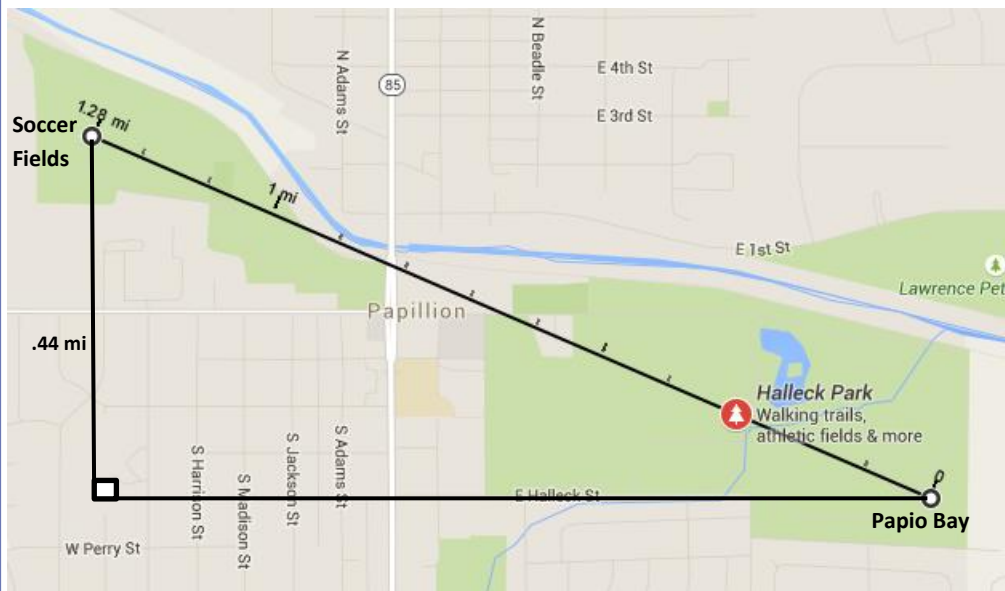 N Adams St
N Beadle St
E 4th St
85
E 3rd St
1.28 mi
Soccer
Fields
1 mi
E 1st St
Lawrence Pet
Papillion
.44 mi
Halleck Park
Walking trails,
athletic fields & more
S Harrison St
S Madison St
S Jackson St
S Adams St
0
E Halleck St
Papio Bay
W Perry St